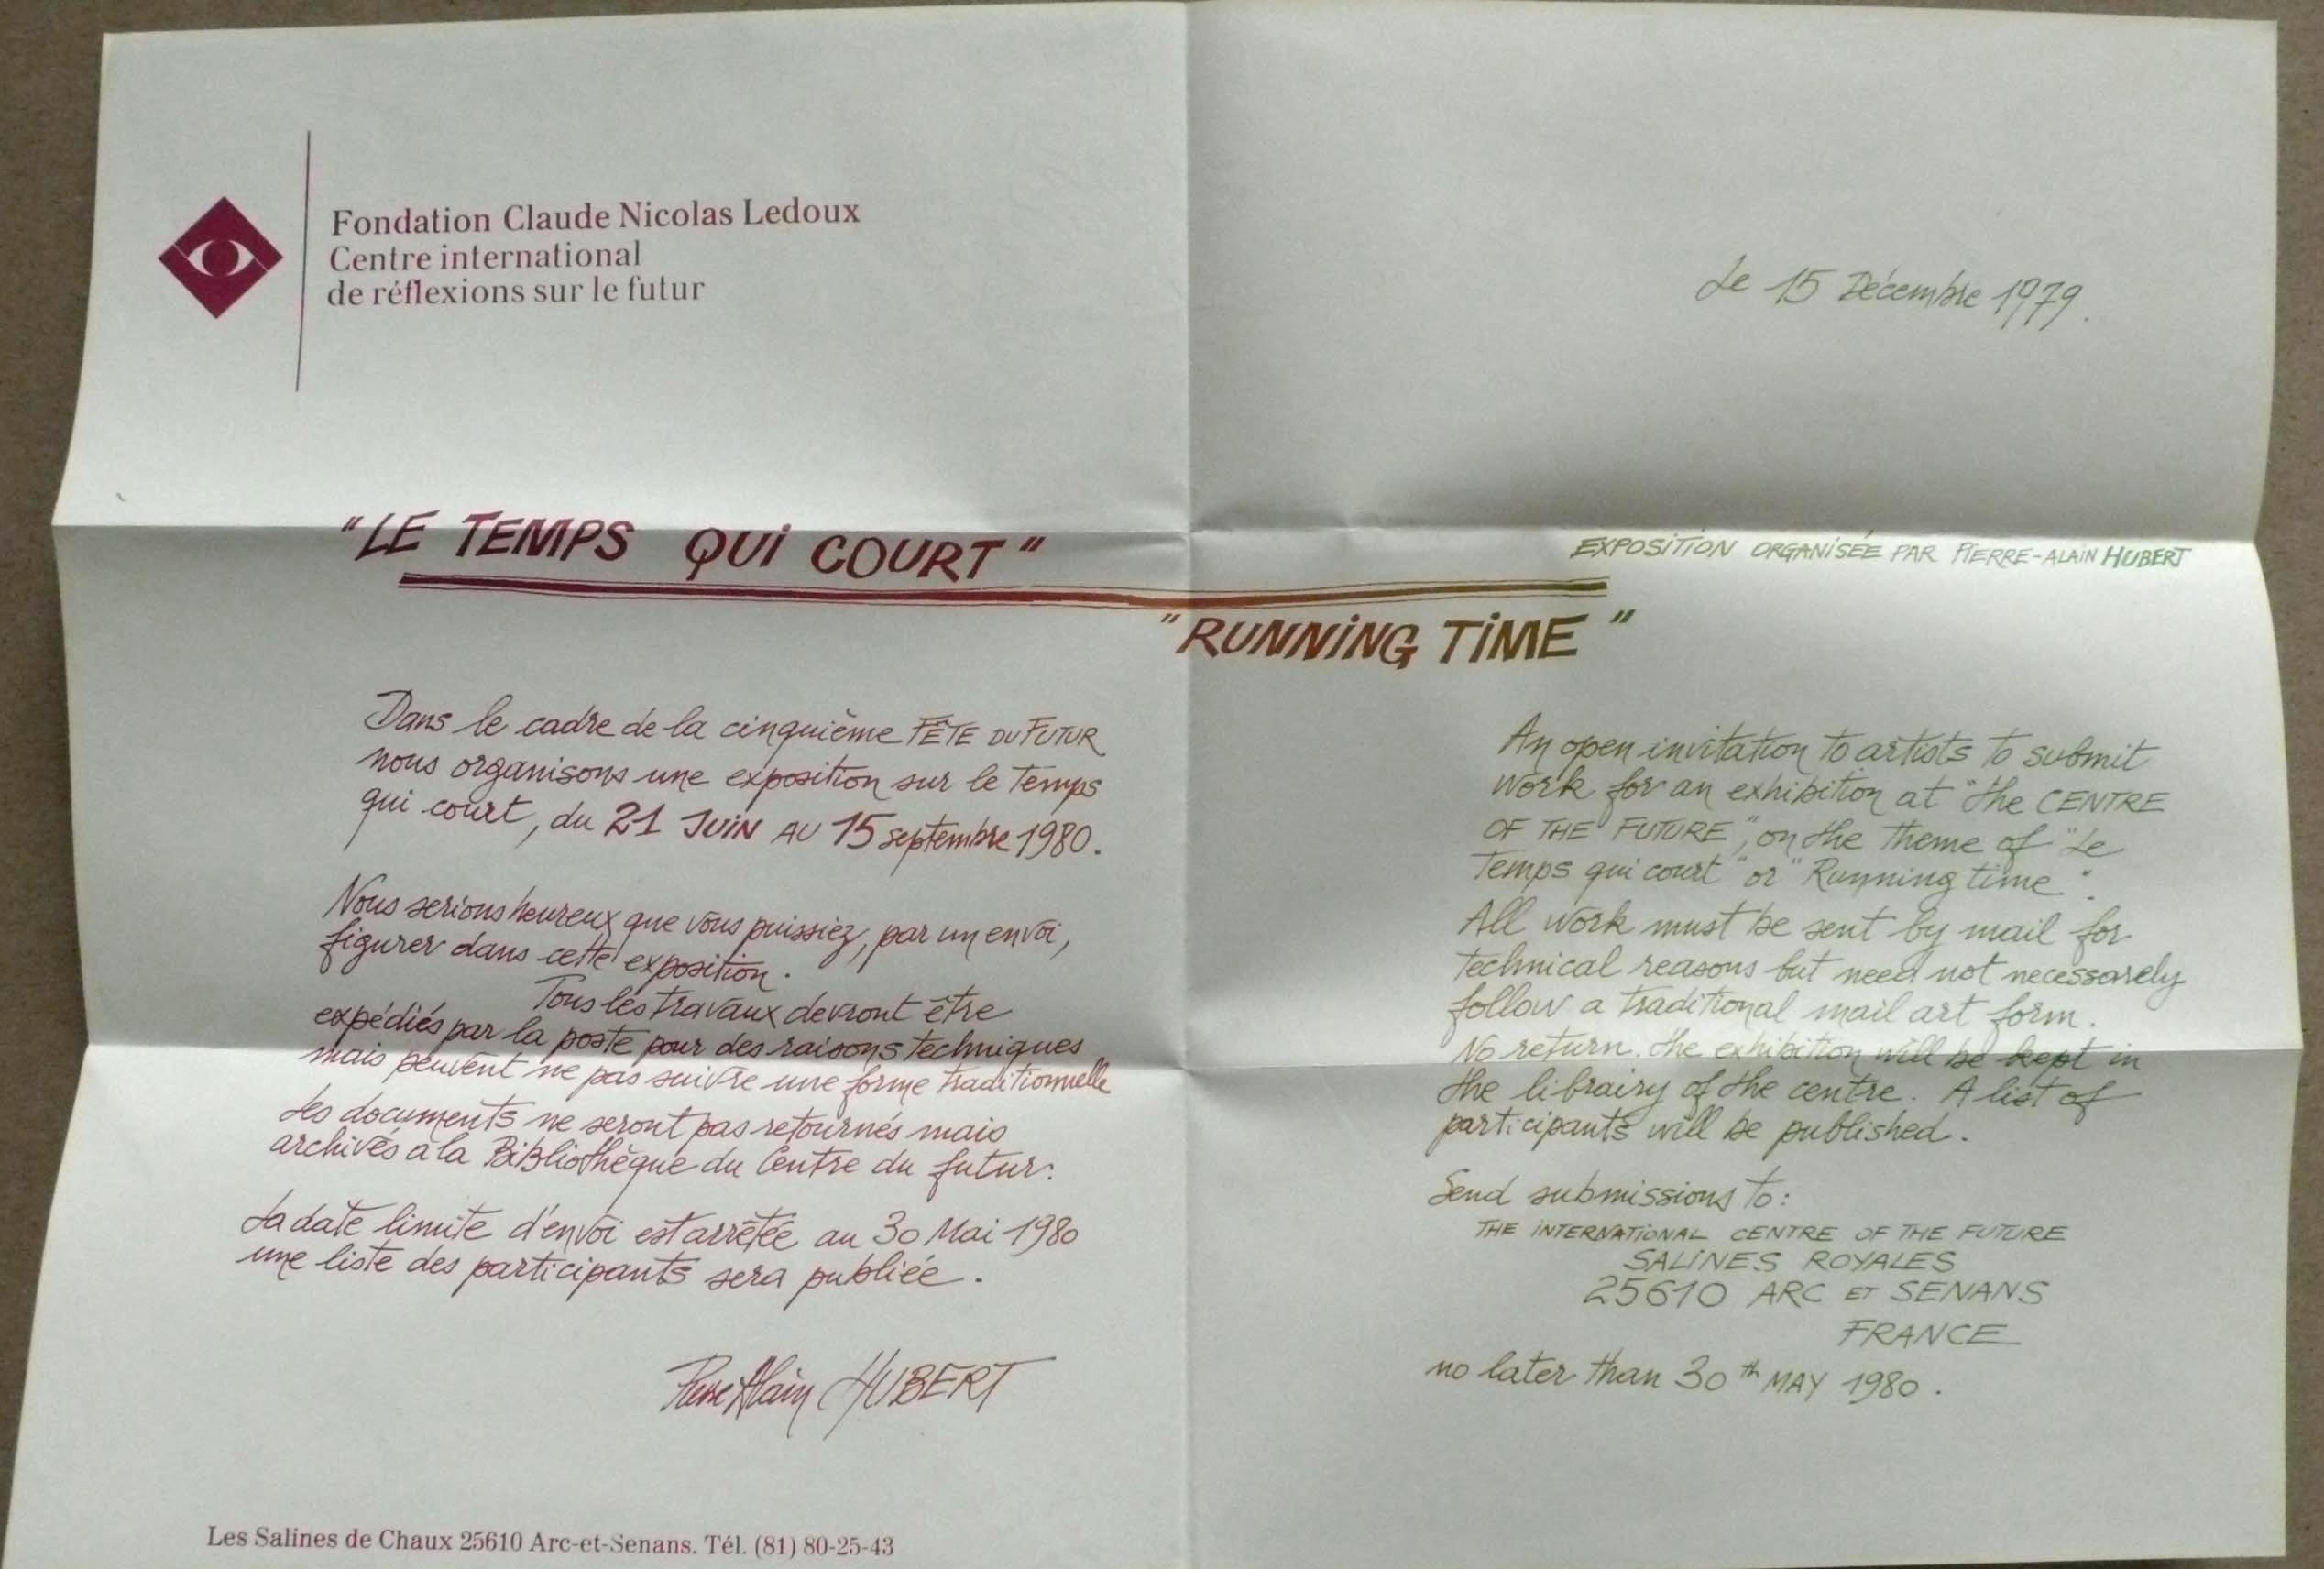 Fondation Claude Nicolas Ledoux
Centre international
de réflexions sur le futur
Le 15 Décembre 1979.
"LE TEMPS QUI COURT"
EXPOSITION ORGANISÉE PAR PIERRE-ALAIN HUBERT
"RUNNING TIME"
Dans le cadre de la cinquième FÊTE DU FUTUR
nous organisons une exposition sur le Temps
qui court, du 21 JUIN AU 15 septembre 1980.
Nous serions heureux que vous puissiez, par un envoi,
figurer dans cette exposition.
Tous les travaux devront être
expédiés par la poste pour des raisons techniques
mais peuvent ne pas suivre une forme traditionnelle
Les documents ne seront pas retournés mais
archivés à la Bibliothèque du Centre du futur.
La date limite d'envoi est arrêtée au 30 Mai 1980
une liste des participants sera publiée.
Pierre Alain HUBERT
An open invitation to artists to submit
work for an exhibition at "the CENTRE
OF THE FUTURE", on the theme of "Le
Temps qui court" or "Running time".
All work must be sent by mail for
technical reasons but need not necessarely
follow a traditional mail art form.
No return. the exhibition will be kept in
the librairy of the centre. A list of
participants will be published.
Send submissions to:
THE INTERNATIONAL CENTRE OF THE FUTURE
SALINES ROYALES
25610 ARC ET SENANS
FRANCE
no later than 30th MAY 1980.
Les Salines de Chaux 25610 Arc-et-Senans. Tél. (81) 80-25-43